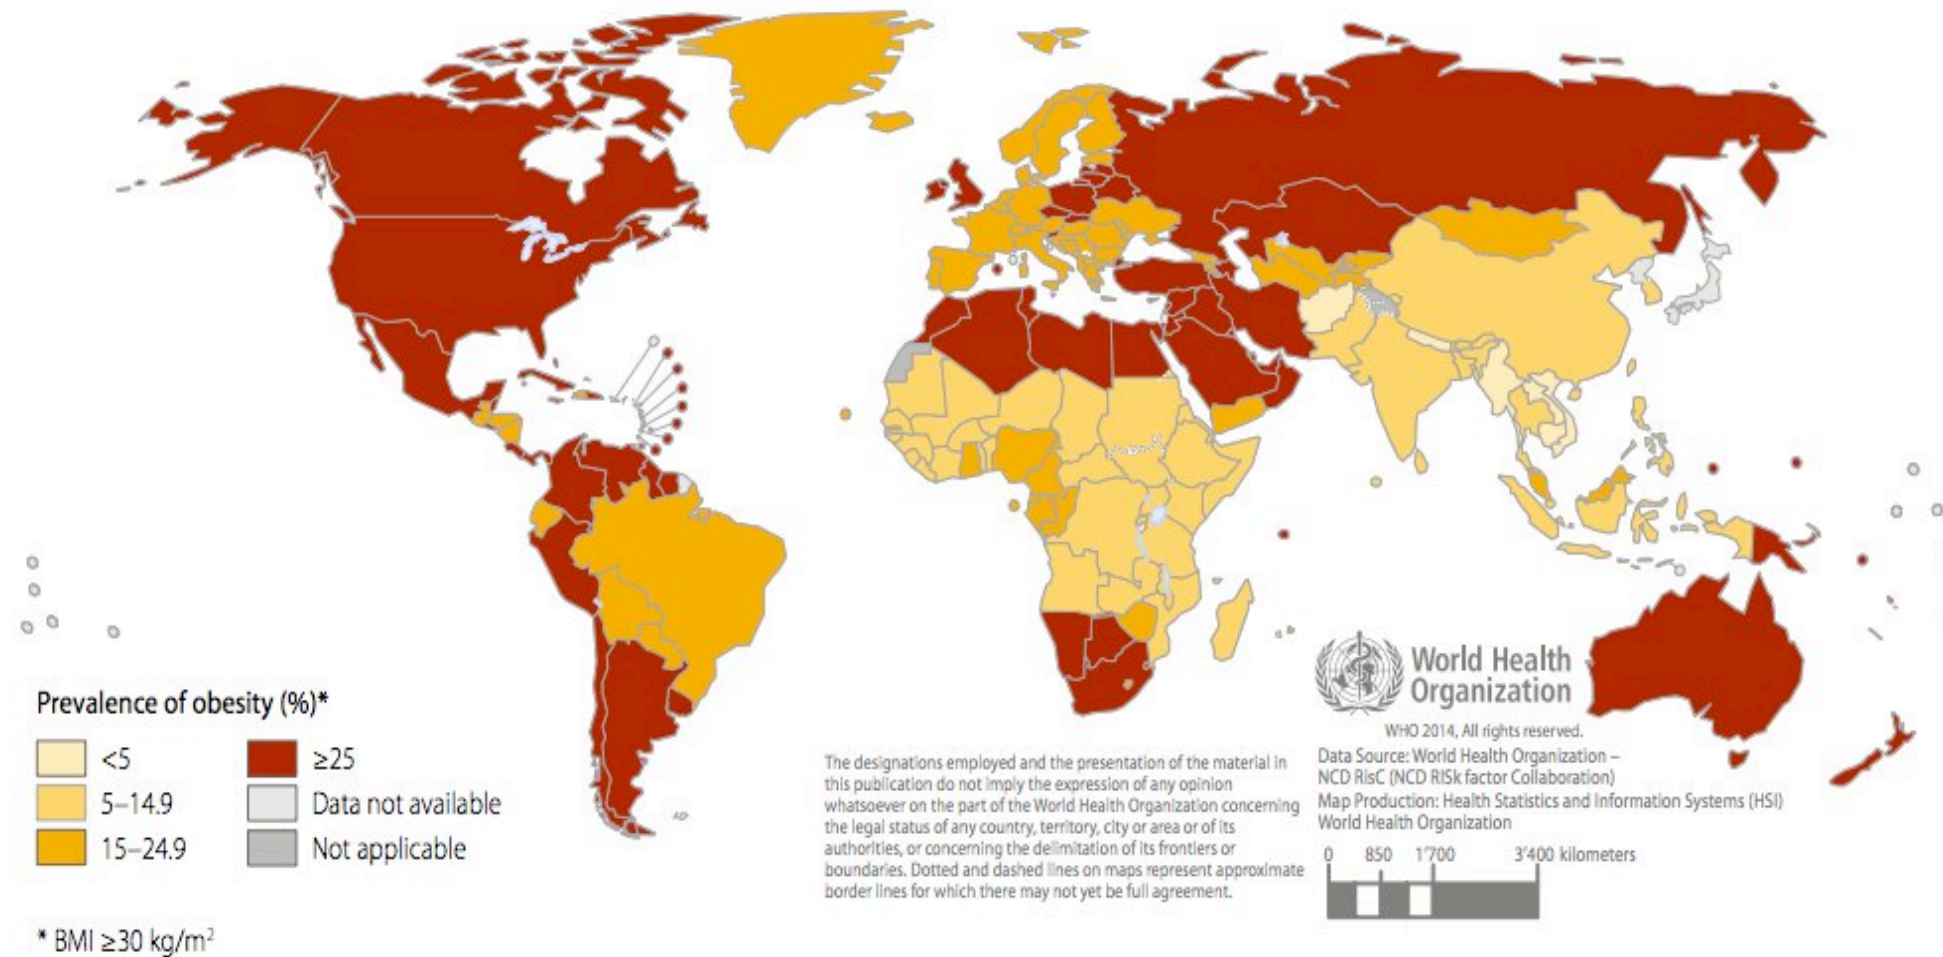 Prevalence of obesity (%)*
<5
5–14.9
15–24.9
≥25
Data not available
Not applicable
* BMI ≥30 kg/m²
The designations employed and the presentation of the material in
this publication do not imply the expression of any opinion
whatsoever on the part of the World Health Organization concerning
the legal status of any country, territory, city or area or of its
authorities, or concerning the delimitation of its frontiers or
boundaries. Dotted and dashed lines on maps represent approximate
border lines for which there may not yet be full agreement.
World Health
Organization
WHO 2014, All rights reserved.
Data Source: World Health Organization –
NCD RisC (NCD RISk factor Collaboration)
Map Production: Health Statistics and Information Systems (HSI)
World Health Organization
0 850 1'700 3'400 kilometers